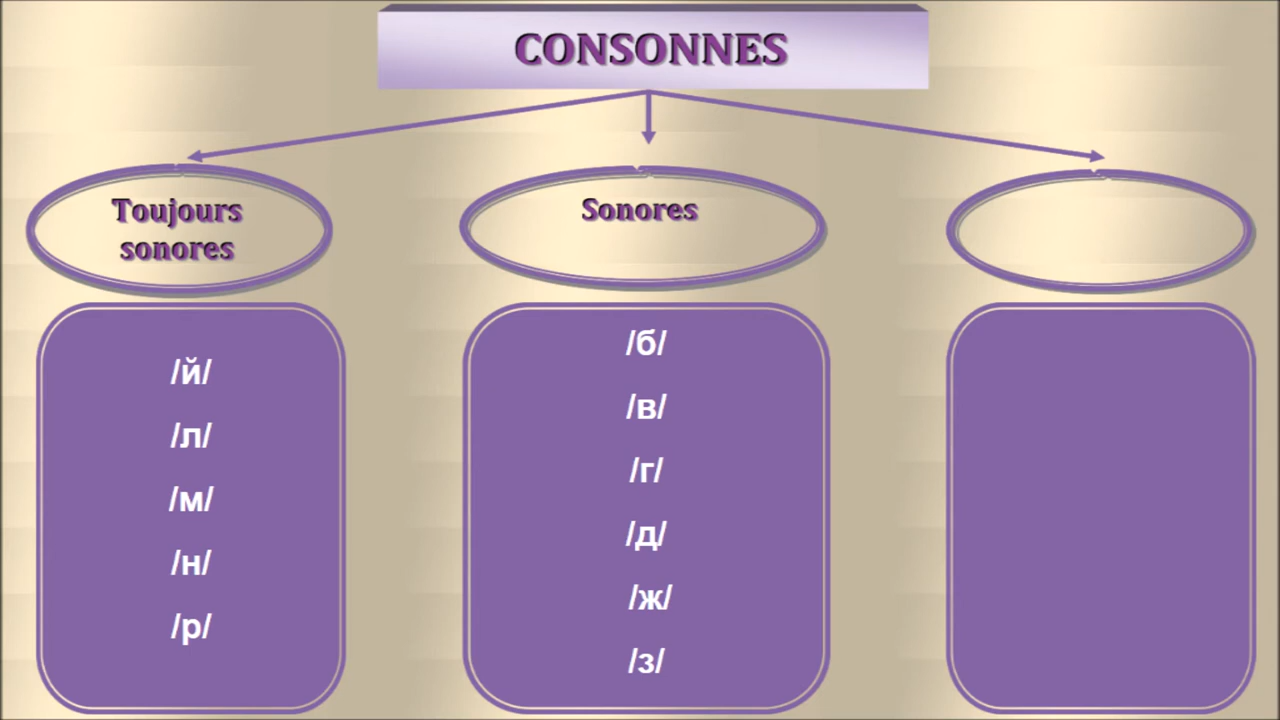 CONSONNES
Toujours
sonores
/й/
/л/
/м/
/н/
/р/
Sonores
/б/
/в/
/г/
/д/
/ж/
/з/